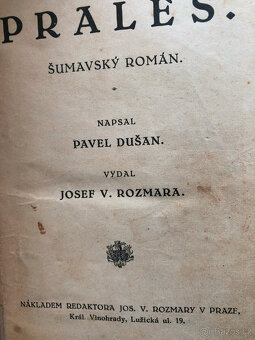 PRALES.
ŠUMAVSKÝ ROMÁN.
NAPSAL
PAVEL DUŠAN.
VYDAL
JOSEF V. ROZMARA.
NÁKLADEM REDAKTORA JOS. V. ROZMARY V PRAZE,
Král. Vinohrady, Lužická ul. 19.